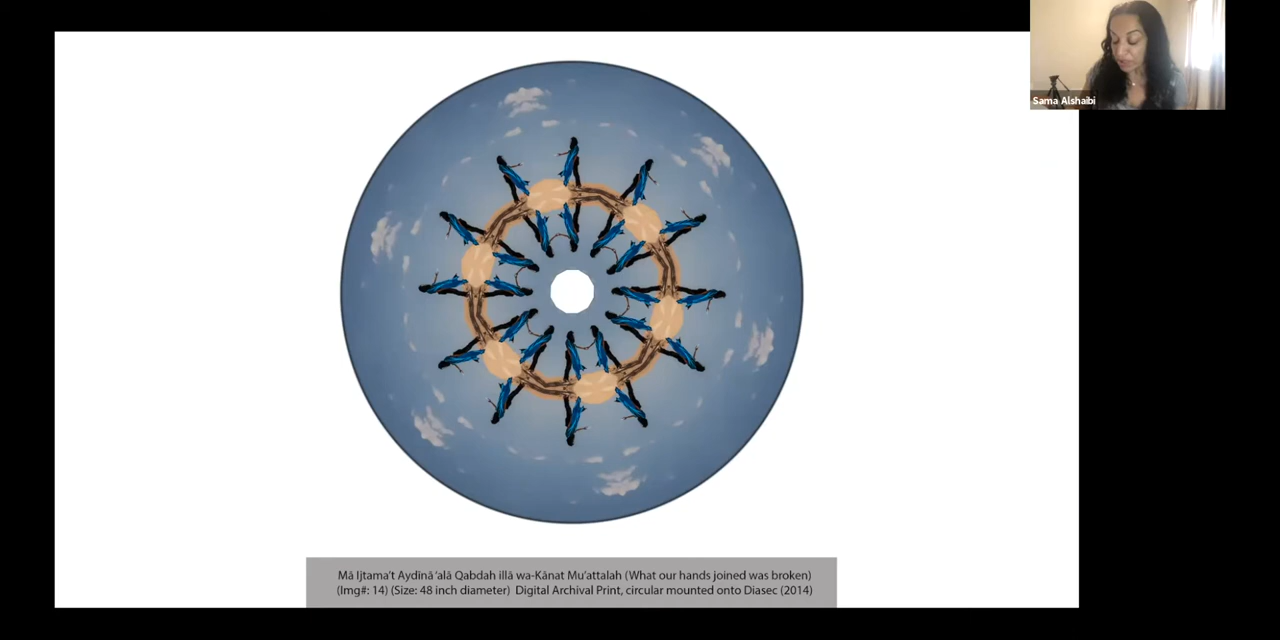 Sama Alshaibi
Mā Ijtama't Aydīnā 'alā Qabdah illā wa-Kānat Mu'attalah (What our hands joined was broken)
(Img#: 14) (Size: 48 inch diameter) Digital Archival Print, circular mounted onto Diasec (2014)